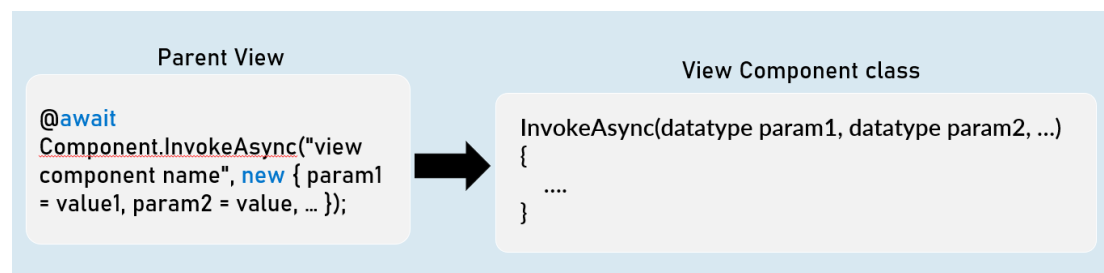 Parent View
@await
Component.InvokeAsync("view
component name", new { param1
= value1, param2 = value, ... });
View Component class
InvokeAsync(datatype param1, datatype param2, ...)
{
....
}